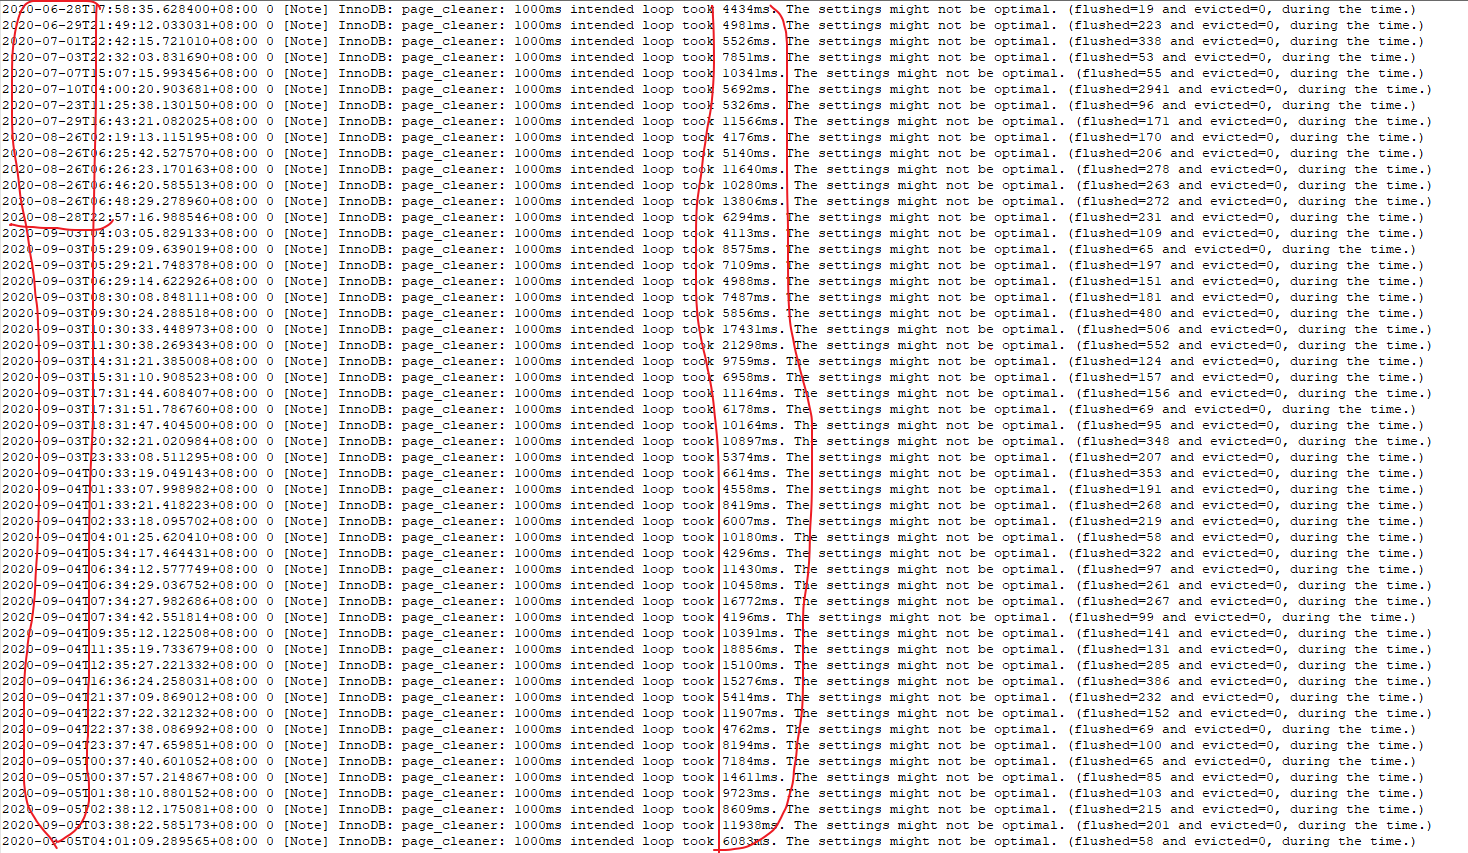 2020-06-28T17:58:35.628400+08:00 0 [Note] InnoDB: page_cleaner: 1000ms intended loop took 4434ms. The settings might not be optimal. (flushed=19 and evicted=0, during the time.)
2020-06-29T21:49:12.033031+08:00 0 [Note] InnoDB: page_cleaner: 1000ms intended loop took 4981ms. The settings might not be optimal. (flushed=223 and evicted=0, during the time.)
2020-07-01T22:42:15.721010+08:00 0 [Note] InnoDB: page_cleaner: 1000ms intended loop took 5526ms. The settings might not be optimal. (flushed=338 and evicted=0, during the time.)
2020-07-03T22:32:03.831690+08:00 0 [Note] InnoDB: page_cleaner: 1000ms intended loop took 7851ms. The settings might not be optimal. (flushed=53 and evicted=0, during the time.)
2020-07-07T15:07:15.993456+08:00 0 [Note] InnoDB: page_cleaner: 1000ms intended loop took 10341ms. The settings might not be optimal. (flushed=55 and evicted=0, during the time.)
2020-07-10T04:00:20.903681+08:00 0 [Note] InnoDB: page_cleaner: 1000ms intended loop took 5692ms. The settings might not be optimal. (flushed=2941 and evicted=0, during the time.)
2020-07-23T11:25:38.130150+08:00 0 [Note] InnoDB: page_cleaner: 1000ms intended loop took 5326ms. The settings might not be optimal. (flushed=96 and evicted=0, during the time.)
2020-07-29T16:43:21.082025+08:00 0 [Note] InnoDB: page_cleaner: 1000ms intended loop took 11566ms. The settings might not be optimal. (flushed=171 and evicted=0, during the time.)
2020-08-26T02:19:13.115195+08:00 0 [Note] InnoDB: page_cleaner: 1000ms intended loop took 4176ms. The settings might not be optimal. (flushed=170 and evicted=0, during the time.)
2020-08-26T06:25:42.527570+08:00 0 [Note] InnoDB: page_cleaner: 1000ms intended loop took 5140ms. The settings might not be optimal. (flushed=206 and evicted=0, during the time.)
2020-08-26T06:26:23.170163+08:00 0 [Note] InnoDB: page_cleaner: 1000ms intended loop took 11640ms. The settings might not be optimal. (flushed=278 and evicted=0, during the time.)
2020-08-26T06:46:20.585513+08:00 0 [Note] InnoDB: page_cleaner: 1000ms intended loop took 10280ms. The settings might not be optimal. (flushed=263 and evicted=0, during the time.)
2020-08-26T06:48:29.278960+08:00 0 [Note] InnoDB: page_cleaner: 1000ms intended loop took 13806ms. The settings might not be optimal. (flushed=272 and evicted=0, during the time.)
2020-08-28T22:57:16.988546+08:00 0 [Note] InnoDB: page_cleaner: 1000ms intended loop took 6294ms. The settings might not be optimal. (flushed=231 and evicted=0, during the time.)
2020-09-03T04:03:05.829133+08:00 0 [Note] InnoDB: page_cleaner: 1000ms intended loop took 4113ms. The settings might not be optimal. (flushed=109 and evicted=0, during the time.)
2020-09-03T05:29:09.639019+08:00 0 [Note] InnoDB: page_cleaner: 1000ms intended loop took 8575ms. The settings might not be optimal. (flushed=65 and evicted=0, during the time.)
2020-09-03T05:29:21.748378+08:00 0 [Note] InnoDB: page_cleaner: 1000ms intended loop took 7109ms. The settings might not be optimal. (flushed=197 and evicted=0, during the time.)
2020-09-03T06:29:14.622926+08:00 0 [Note] InnoDB: page_cleaner: 1000ms intended loop took 4988ms. The settings might not be optimal. (flushed=151 and evicted=0, during the time.)
2020-09-03T08:30:08.848111+08:00 0 [Note] InnoDB: page_cleaner: 1000ms intended loop took 7487ms. The settings might not be optimal. (flushed=181 and evicted=0, during the time.)
2020-09-03T09:30:24.288518+08:00 0 [Note] InnoDB: page_cleaner: 1000ms intended loop took 5856ms. The settings might not be optimal. (flushed=480 and evicted=0, during the time.)
2020-09-03T10:30:33.448973+08:00 0 [Note] InnoDB: page_cleaner: 1000ms intended loop took 17431ms. The settings might not be optimal. (flushed=506 and evicted=0, during the time.)
2020-09-03T11:30:38.269343+08:00 0 [Note] InnoDB: page_cleaner: 1000ms intended loop took 21298ms. The settings might not be optimal. (flushed=552 and evicted=0, during the time.)
2020-09-03T14:31:21.385008+08:00 0 [Note] InnoDB: page_cleaner: 1000ms intended loop took 9759ms. The settings might not be optimal. (flushed=124 and evicted=0, during the time.)
2020-09-03T15:31:10.908523+08:00 0 [Note] InnoDB: page_cleaner: 1000ms intended loop took 6958ms. The settings might not be optimal. (flushed=157 and evicted=0, during the time.)
2020-09-03T17:31:44.608407+08:00 0 [Note] InnoDB: page_cleaner: 1000ms intended loop took 11164ms. The settings might not be optimal. (flushed=156 and evicted=0, during the time.)
2020-09-03T17:31:51.786760+08:00 0 [Note] InnoDB: page_cleaner: 1000ms intended loop took 6178ms. The settings might not be optimal. (flushed=69 and evicted=0, during the time.)
2020-09-03T18:31:47.404500+08:00 0 [Note] InnoDB: page_cleaner: 1000ms intended loop took 10164ms. The settings might not be optimal. (flushed=95 and evicted=0, during the time.)
2020-09-03T20:32:21.020984+08:00 0 [Note] InnoDB: page_cleaner: 1000ms intended loop took 10897ms. The settings might not be optimal. (flushed=348 and evicted=0, during the time.)
2020-09-03T23:33:08.511295+08:00 0 [Note] InnoDB: page_cleaner: 1000ms intended loop took 5374ms. The settings might not be optimal. (flushed=207 and evicted=0, during the time.)
2020-09-04T00:33:19.049143+08:00 0 [Note] InnoDB: page_cleaner: 1000ms intended loop took 6614ms. The settings might not be optimal. (flushed=353 and evicted=0, during the time.)
2020-09-04T01:33:07.998982+08:00 0 [Note] InnoDB: page_cleaner: 1000ms intended loop took 4558ms. The settings might not be optimal. (flushed=191 and evicted=0, during the time.)
2020-09-04T01:33:21.418223+08:00 0 [Note] InnoDB: page_cleaner: 1000ms intended loop took 8419ms. The settings might not be optimal. (flushed=268 and evicted=0, during the time.)
2020-09-04T02:33:18.095702+08:00 0 [Note] InnoDB: page_cleaner: 1000ms intended loop took 6007ms. The settings might not be optimal. (flushed=219 and evicted=0, during the time.)
2020-09-04T04:01:25.620410+08:00 0 [Note] InnoDB: page_cleaner: 1000ms intended loop took 10180ms. The settings might not be optimal. (flushed=58 and evicted=0, during the time.)
2020-09-04T05:34:17.464431+08:00 0 [Note] InnoDB: page_cleaner: 1000ms intended loop took 4296ms. The settings might not be optimal. (flushed=322 and evicted=0, during the time.)
2020-09-04T06:34:12.577749+08:00 0 [Note] InnoDB: page_cleaner: 1000ms intended loop took 11430ms. The settings might not be optimal. (flushed=97 and evicted=0, during the time.)
2020-09-04T06:34:29.036752+08:00 0 [Note] InnoDB: page_cleaner: 1000ms intended loop took 10458ms. The settings might not be optimal. (flushed=261 and evicted=0, during the time.)
2020-09-04T07:34:27.982686+08:00 0 [Note] InnoDB: page_cleaner: 1000ms intended loop took 16772ms. The settings might not be optimal. (flushed=267 and evicted=0, during the time.)
2020-09-04T07:34:42.551814+08:00 0 [Note] InnoDB: page_cleaner: 1000ms intended loop took 4196ms. The settings might not be optimal. (flushed=99 and evicted=0, during the time.)
2020-09-04T09:35:12.122508+08:00 0 [Note] InnoDB: page_cleaner: 1000ms intended loop took 10391ms. The settings might not be optimal. (flushed=141 and evicted=0, during the time.)
2020-09-04T11:35:19.733679+08:00 0 [Note] InnoDB: page_cleaner: 1000ms intended loop took 18856ms. The settings might not be optimal. (flushed=131 and evicted=0, during the time.)
2020-09-04T12:35:27.221332+08:00 0 [Note] InnoDB: page_cleaner: 1000ms intended loop took 15100ms. The settings might not be optimal. (flushed=285 and evicted=0, during the time.)
2020-09-04T16:36:24.258031+08:00 0 [Note] InnoDB: page_cleaner: 1000ms intended loop took 15276ms. The settings might not be optimal. (flushed=386 and evicted=0, during the time.)
2020-09-04T21:37:09.869012+08:00 0 [Note] InnoDB: page_cleaner: 1000ms intended loop took 5414ms. The settings might not be optimal. (flushed=232 and evicted=0, during the time.)
2020-09-04T22:37:22.321232+08:00 0 [Note] InnoDB: page_cleaner: 1000ms intended loop took 11907ms. The settings might not be optimal. (flushed=152 and evicted=0, during the time.)
2020-09-04T22:37:38.086992+08:00 0 [Note] InnoDB: page_cleaner: 1000ms intended loop took 4762ms. The settings might not be optimal. (flushed=69 and evicted=0, during the time.)
2020-09-04T23:37:47.659851+08:00 0 [Note] InnoDB: page_cleaner: 1000ms intended loop took 8194ms. The settings might not be optimal. (flushed=100 and evicted=0, during the time.)
2020-09-05T00:37:40.601052+08:00 0 [Note] InnoDB: page_cleaner: 1000ms intended loop took 7184ms. The settings might not be optimal. (flushed=65 and evicted=0, during the time.)
2020-09-05T00:37:57.214867+08:00 0 [Note] InnoDB: page_cleaner: 1000ms intended loop took 14611ms. The settings might not be optimal. (flushed=85 and evicted=0, during the time.)
2020-09-05T01:38:10.880152+08:00 0 [Note] InnoDB: page_cleaner: 1000ms intended loop took 9723ms. The settings might not be optimal. (flushed=103 and evicted=0, during the time.)
2020-09-05T02:38:12.175081+08:00 0 [Note] InnoDB: page_cleaner: 1000ms intended loop took 8609ms. The settings might not be optimal. (flushed=215 and evicted=0, during the time.)
2020-09-05T03:38:22.585173+08:00 0 [Note] InnoDB: page_cleaner: 1000ms intended loop took 11938ms. The settings might not be optimal. (flushed=201 and evicted=0, during the time.)
2020-09-05T04:01:09.289565+08:00 0 [Note] InnoDB: page_cleaner: 1000ms intended loop took 6083ms. The settings might not be optimal. (flushed=58 and evicted=0, during the time.)